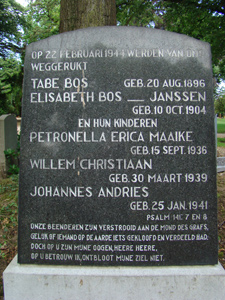 OP 22 FEBRUARI 1944 WERDEN VAN ONS
WEGGERUKT
TABE BOS GEB. 20 AUG. 1896
ELISABETH BOS — JANSSEN
GEB. 10 OCT. 1904
EN HUN KINDEREN
PETRONELLA ERICA MAAIKE
GEB. 15 SEPT. 1936
WILLEM CHRISTIAAN
GEB. 30 MAART 1939
JOHANNES ANDRIES
GEB. 25 JAN. 1941
PSALM 141: 7 EN 8
ONZE BEENDEREN ZIJN VERSTROOID AAN DE MOND DES GRAFS,
GELIJK OF IEMAND OP DE AARDE IETS GEKLOOFD EN VERDEELD HAD.
DOCH OP U ZIJN MIJNE OOGEN, HEERE, HEERE,
OP U BETROUW IK, ONTBLOOT MIJNE ZIEL NIET.